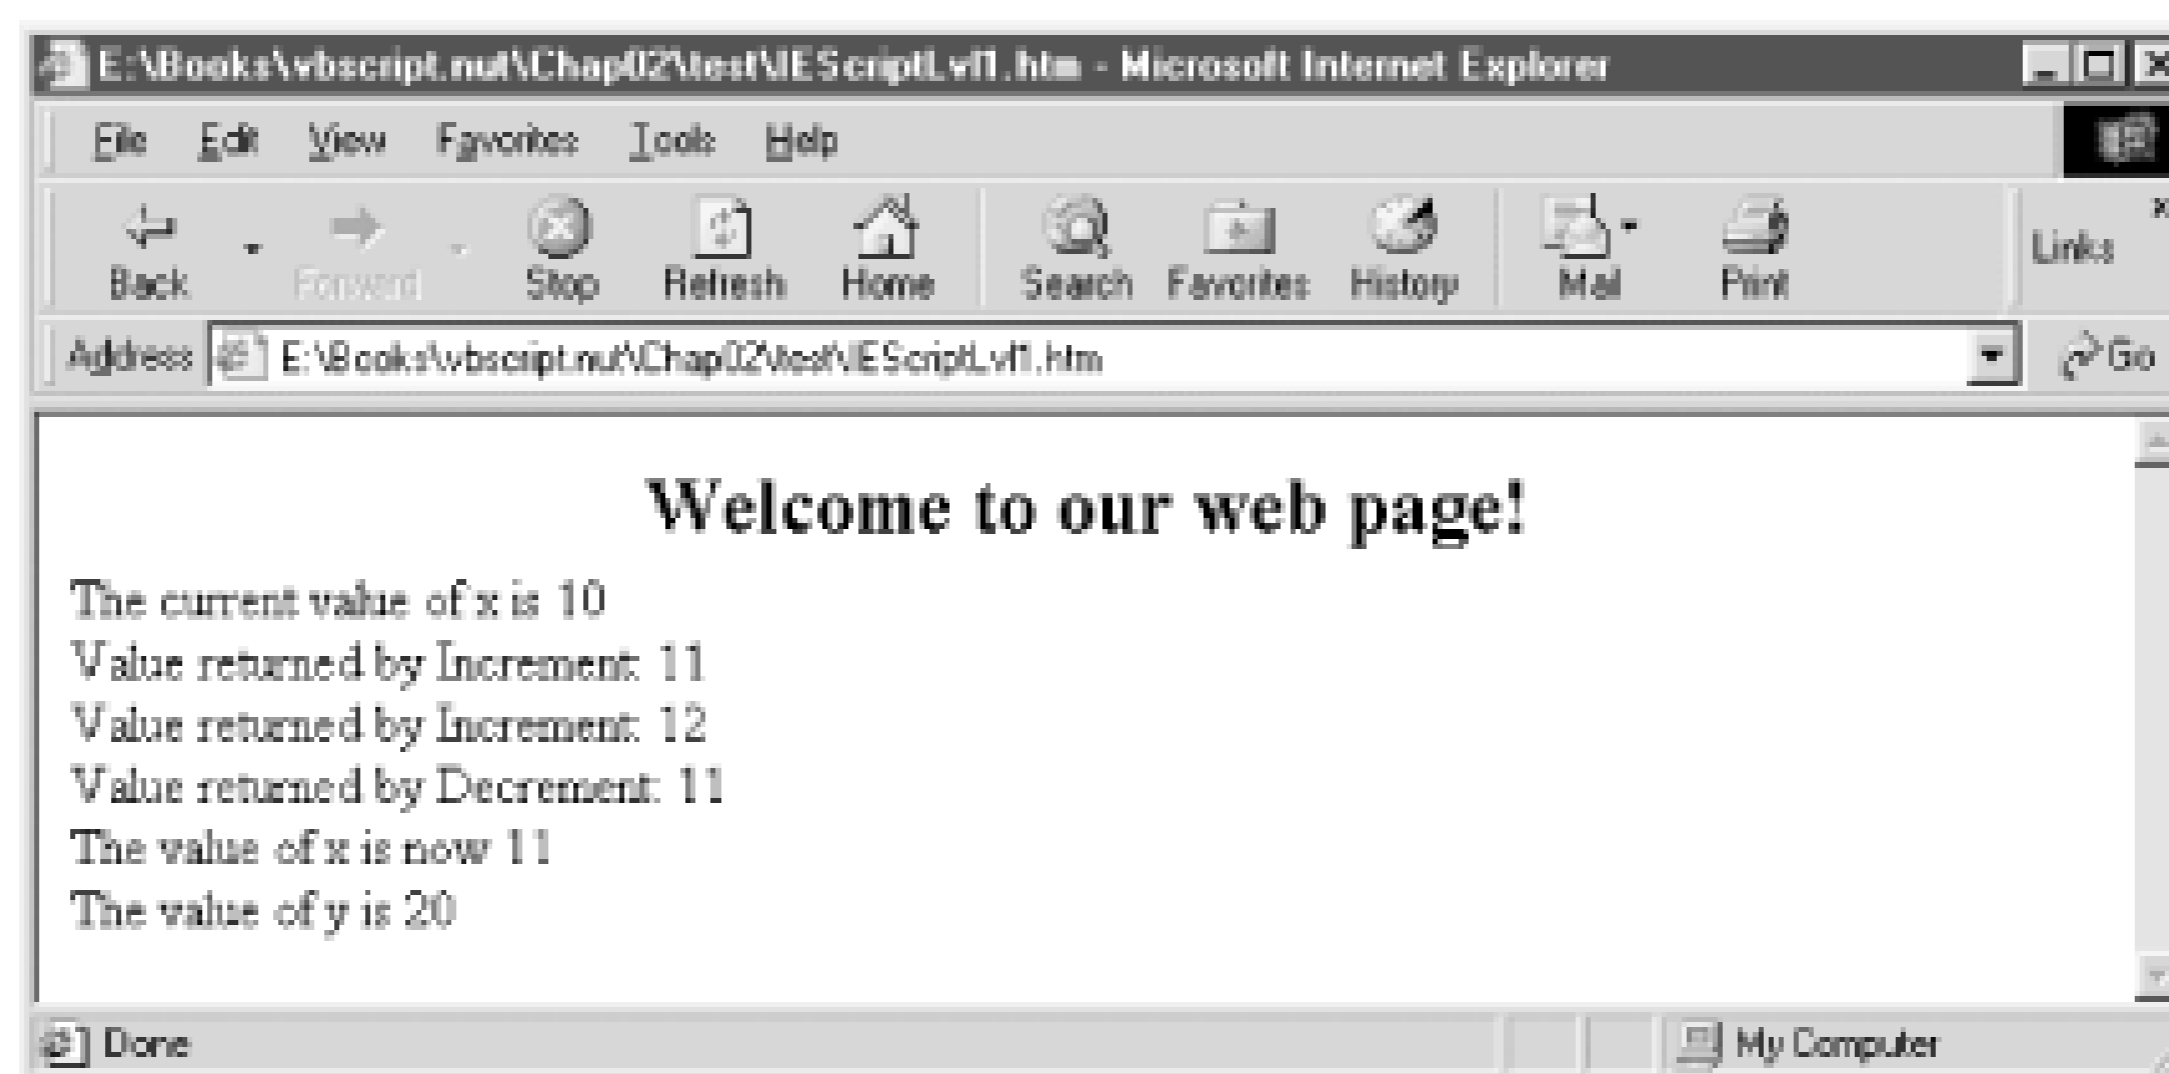 E:\Books\vbscript.nut\Chap02\test\IEScriptLvl1.htm - Microsoft Internet Explorer
File Edit View Favorites Tools Help
Back Forward Stop Refresh Home Search Favorites History Mail Print Links
Address E:\Books\vbscript.nut\Chap02\test\IEScriptLvl1.htm Go
Welcome to our web page!
The current value of x is 10
Value returned by Increment: 11
Value returned by Increment: 12
Value returned by Decrement: 11
The value of x is now 11
The value of y is 20
Done My Computer